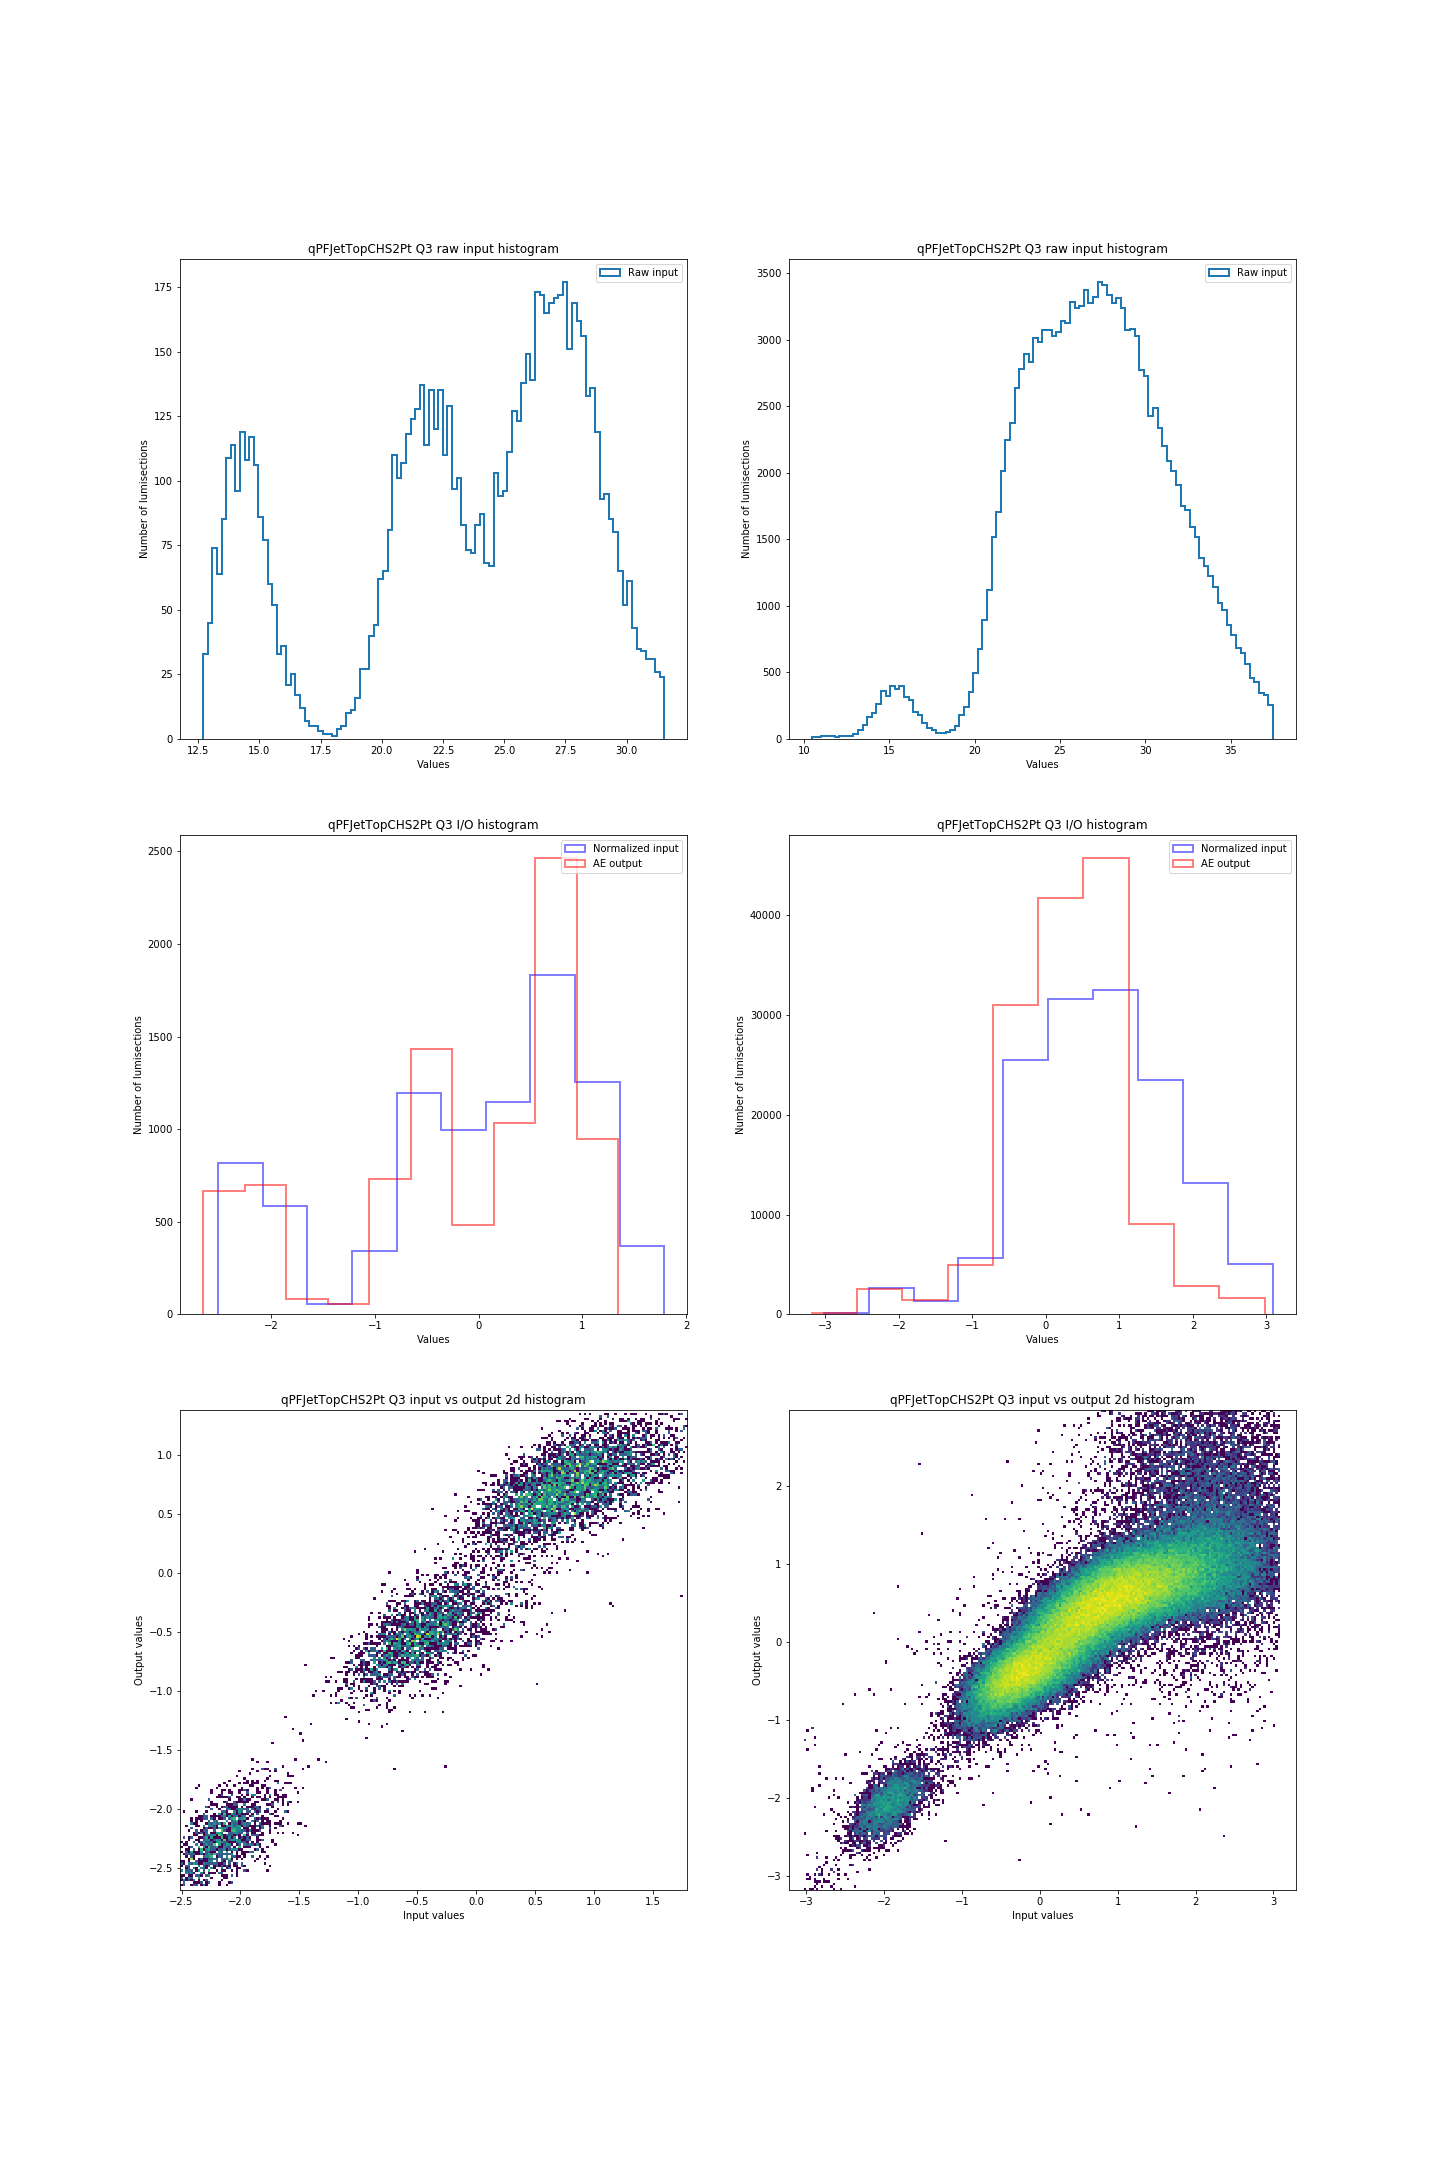 qPFJetTopCHS2Pt Q3 raw input histogram
Raw input
175
150
125
100
75
50
25
0
Number of lumisections
12.5 15.0 17.5 20.0 22.5 25.0 27.5 30.0
Values
qPFJetTopCHS2Pt Q3 raw input histogram
Raw input
3500
3000
2500
2000
1500
1000
500
0
Number of lumisections
10 15 20 25 30 35
Values
qPFJetTopCHS2Pt Q3 I/O histogram
Normalized input
AE output
2500
2000
1500
1000
500
0
Number of lumisections
−2 −1 0 1 2
Values
qPFJetTopCHS2Pt Q3 I/O histogram
Normalized input
AE output
40000
30000
20000
10000
0
Number of lumisections
−3 −2 −1 0 1 2 3
Values
qPFJetTopCHS2Pt Q3 input vs output 2d histogram
1.0
0.5
0.0
−0.5
−1.0
−1.5
−2.0
−2.5
Output values
−2.5 −2.0 −1.5 −1.0 −0.5 0.0 0.5 1.0 1.5
Input values
qPFJetTopCHS2Pt Q3 input vs output 2d histogram
2
1
0
−1
−2
−3
Output values
−3 −2 −1 0 1 2 3
Input values